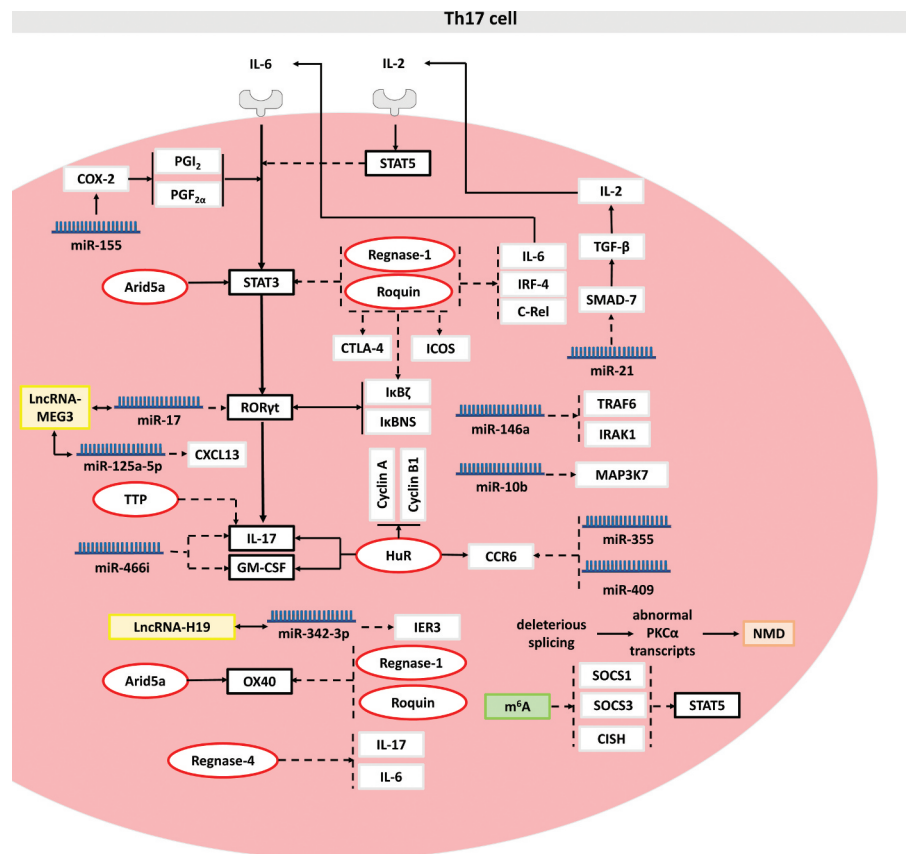 Th17 cell
IL-6
IL-2
STAT5
COX-2
PGI₂
PGF₂α
miR-155
IL-2
TGF-β
SMAD-7
miR-21
Arid5a
STAT3
Regnase-1
Roquin
IL-6
IRF-4
C-Rel
CTLA-4
ICOS
LncRNA-
MEG3
miR-17
RORγt
IκBζ
IκBNS
miR-146a
TRAF6
IRAK1
miR-125a-5p
CXCL13
miR-10b
MAP3K7
TTP
Cyclin A
Cyclin B1
miR-466i
IL-17
GM-CSF
HuR
CCR6
miR-355
miR-409
LncRNA-H19
miR-342-3p
IER3
deleterious
splicing
abnormal
PKCα
transcripts
NMD
Arid5a
OX40
Regnase-1
Roquin
m⁶A
SOCS1
SOCS3
CISH
STAT5
Regnase-4
IL-17
IL-6